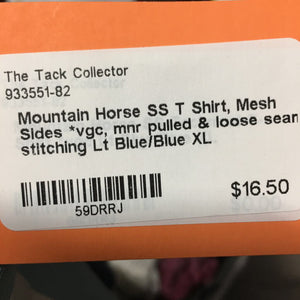 The Tack Collector
933551-82
Mountain Horse SS T Shirt, Mesh
Sides *vgc, mnr pulled & loose seam
stitching Lt Blue/Blue XL
$16.50
59DRRJ